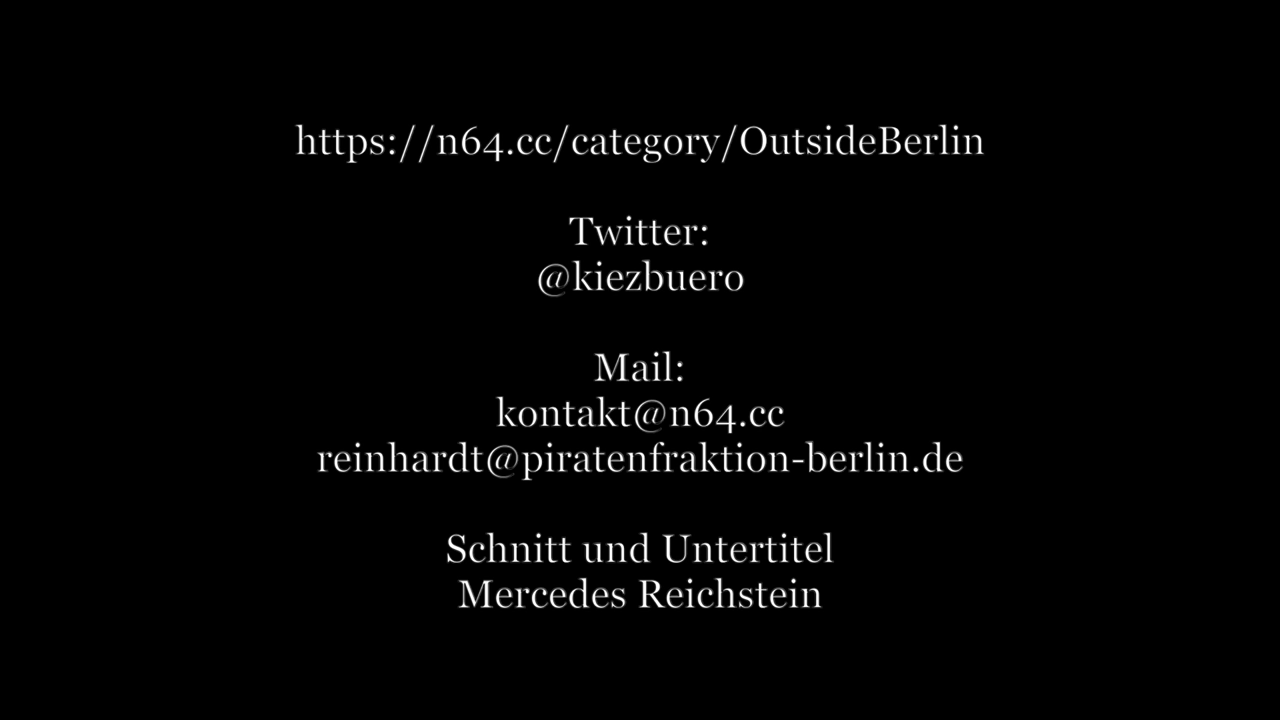 https://n64.cc/category/OutsideBerlin
Twitter:
@kiezbuero
Mail:
kontakt@n64.cc
reinhardt@piratenfraktion-berlin.de
Schnitt und Untertitel
Mercedes Reichstein